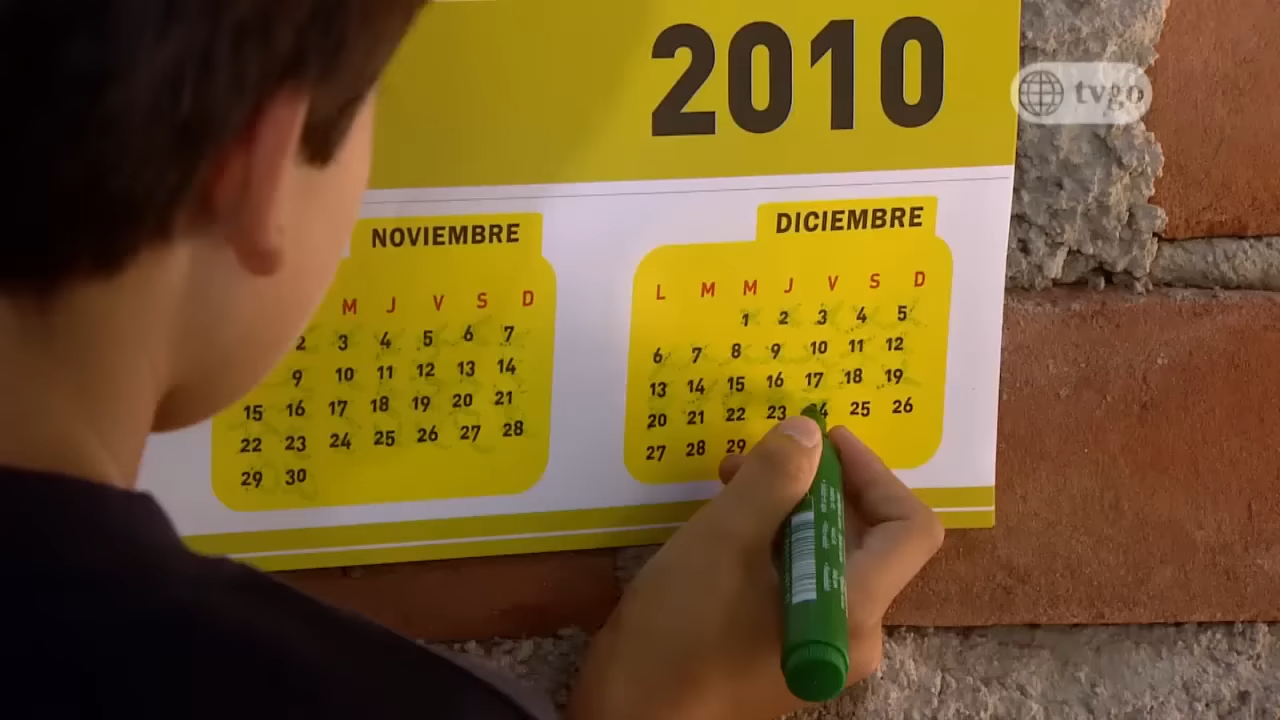 2010
tvgo
NOVIEMBRE
M J V S D
2 3 4 5 6 7
9 10 11 12 13 14
15 16 17 18 19 20 21
22 23 24 25 26 27 28
29 30
DICIEMBRE
L M M J V S D
1 2 3 4 5
6 7 8 9 10 11 12
13 14 15 16 17 18 19
20 21 22 23 24 25 26
27 28 29